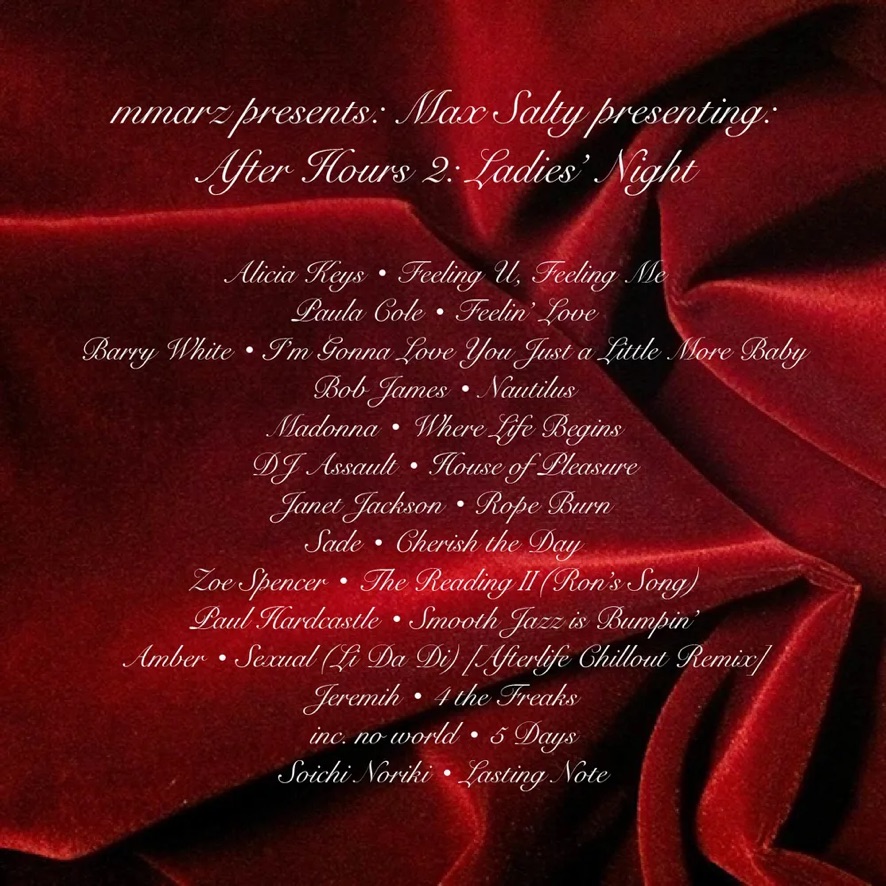 mmarz presents: Max Salty presenting:
After Hours 2: Ladies' Night
Alicia Keys • Feeling U, Feeling Me
Paula Cole • Feelin' Love
Barry White • I'm Gonna Love You Just a Little More Baby
Bob James • Nautilus
Madonna • Where Life Begins
DJ Assault • House of Pleasure
Janet Jackson • Rope Burn
Sade • Cherish the Day
Zoe Spencer • The Reading II (Ron's Song)
Paul Hardcastle • Smooth Jazz is Bumpin'
Amber • Sexual (Li Da Di) [Afterlife Chillout Remix]
Jeremih • 4 the Freaks
inc. no world • 5 Days
Soichi Noriki • Lasting Note